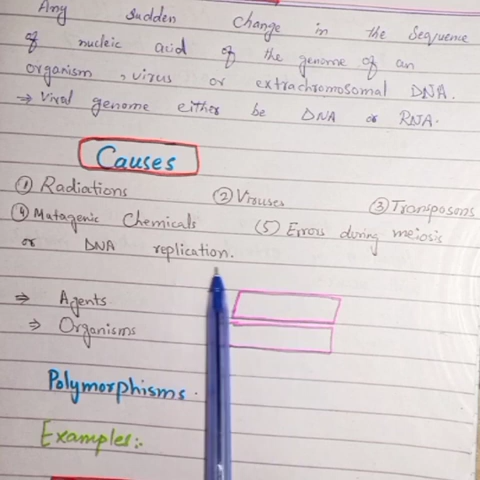 Any sudden change in the sequence
of nucleic acid of the genome of an
organism, virus or extrachromosomal DNA.
⇒ Viral genome either be DNA or RNA.
Causes
① Radiations ② Viruses ③ Transposons
④ Mutagenic Chemicals (5) Errors during meiosis
or DNA replication.
⇒ Agents
⇒ Organisms
Polymorphisms.
Examples:-